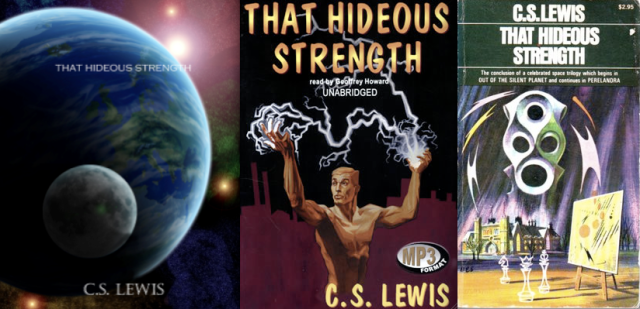 THAT HIDEOUS STRENGTH
C.S. LEWIS
THAT HIDEOUS
STRENGTH
read by Geoffrey Howard
UNABRIDGED
MP3
FORMAT
C.S. LEWIS
$2.95
C.S.LEWIS
THAT HIDEOUS
STRENGTH
The conclusion of a celebrated space trilogy which begins in
OUT OF THE SILENT PLANET and continues in PERELANDRA